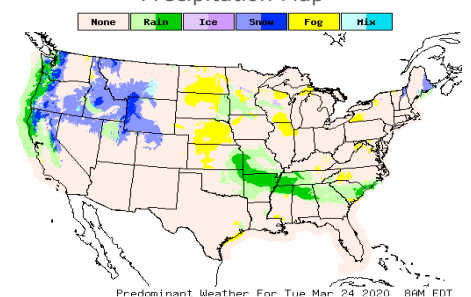 Precipitation Map
None Rain Ice Snow Fog Mix
Predominant Weather For Tue Mar 24 2020 8AM EDT